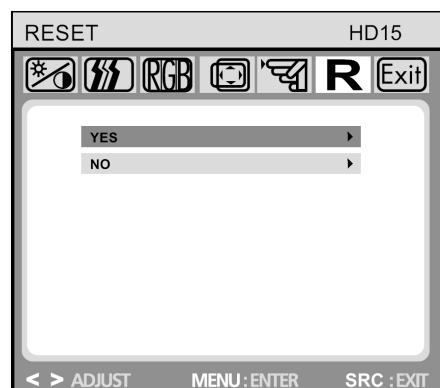 RESET HD15
RGB R Exit
YES
NO
< > ADJUST MENU : ENTER SRC : EXIT